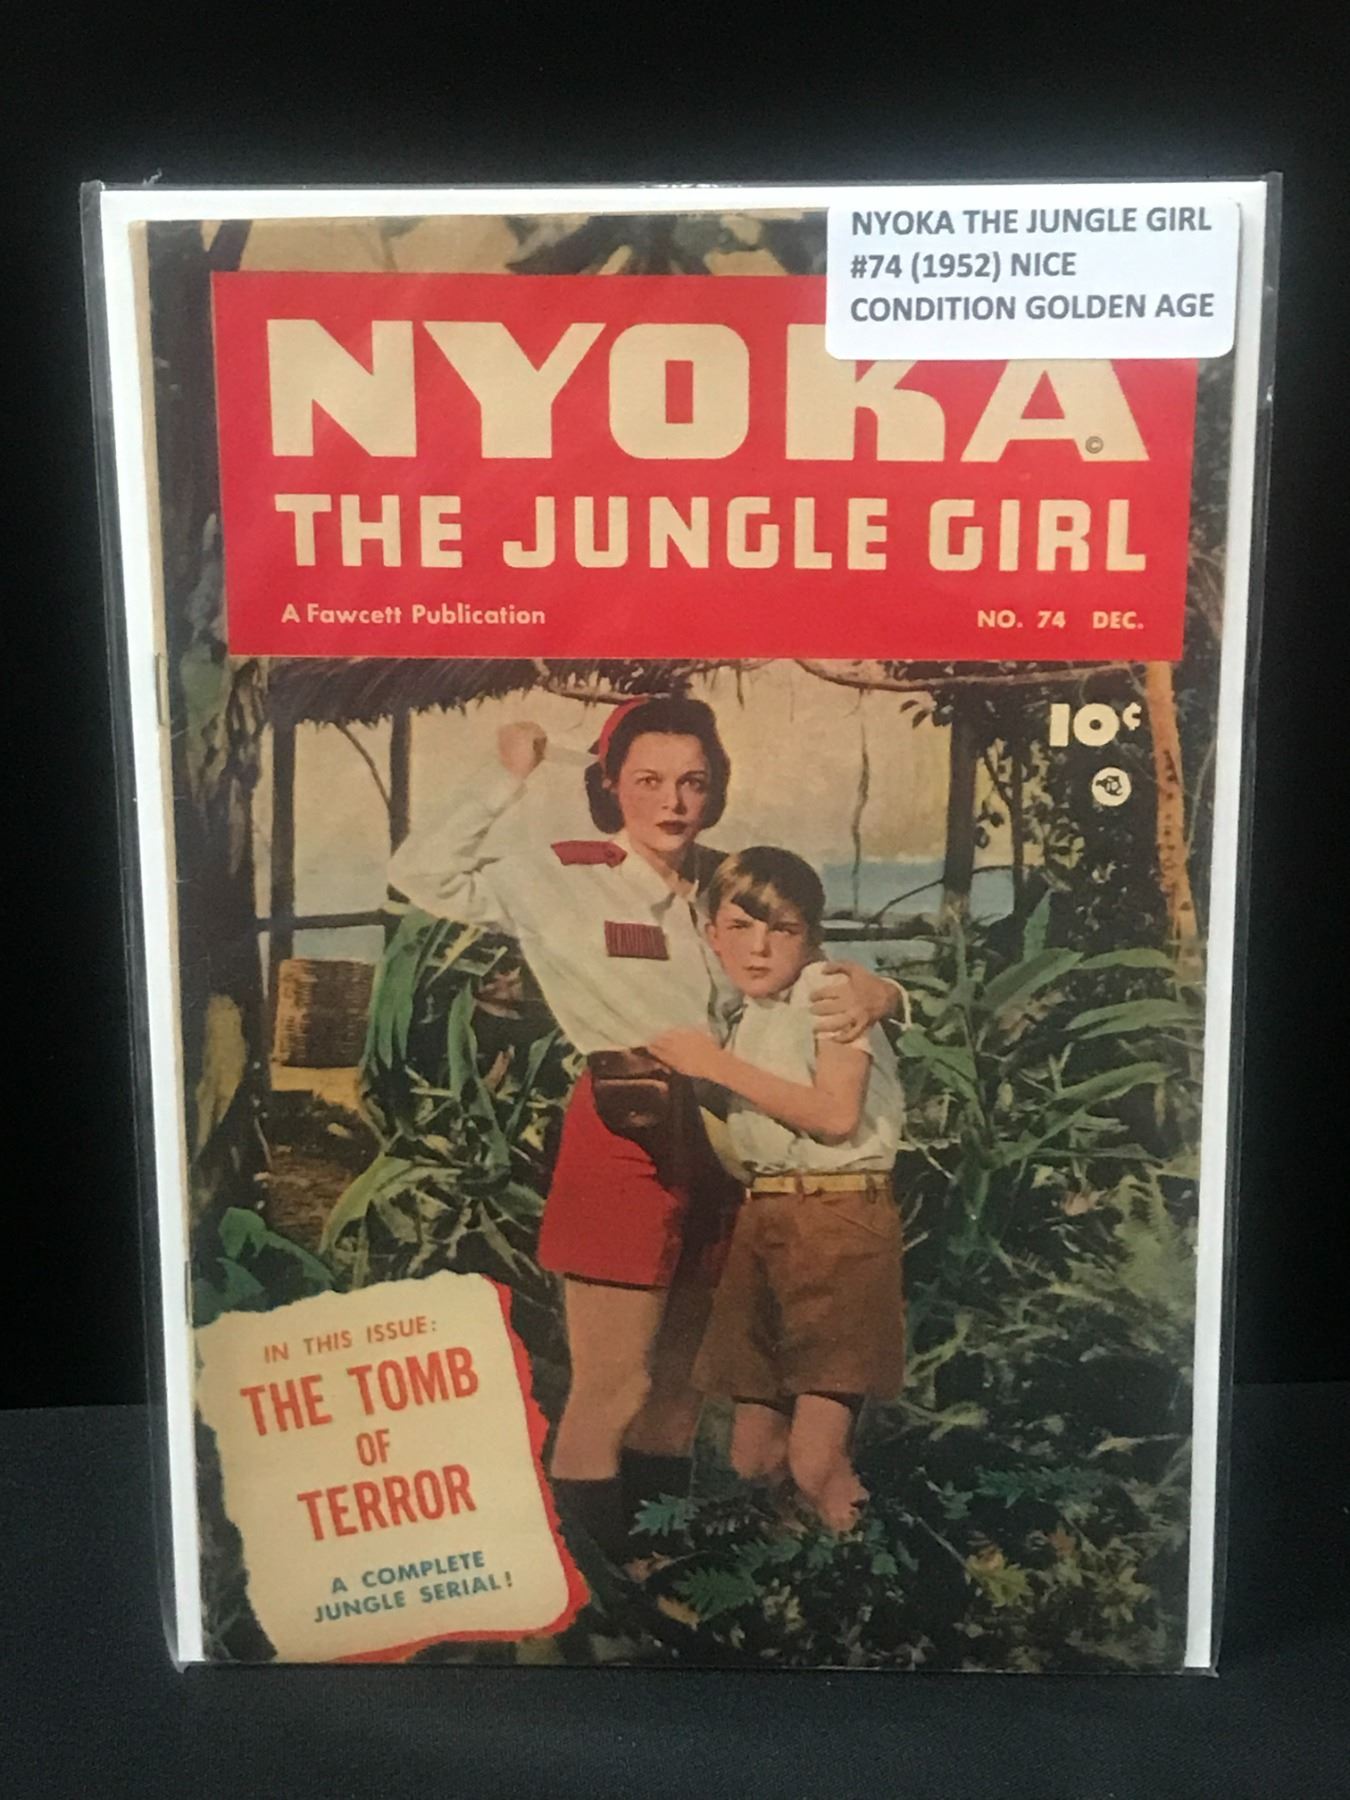 NYOKA THE JUNGLE GIRL
#74 (1952) NICE
CONDITION GOLDEN AGE
NYOKA
©
THE JUNGLE GIRL
A Fawcett Publication
NO. 74 DEC.
10¢
IN THIS ISSUE:
THE TOMB
OF
TERROR
A COMPLETE
JUNGLE SERIAL!